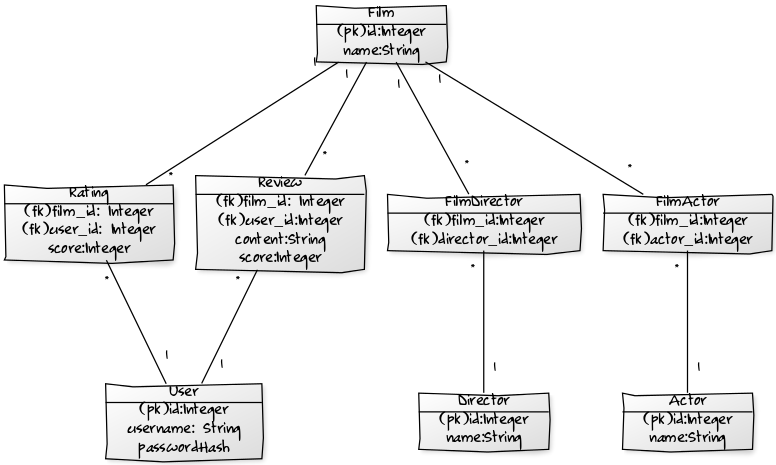 Film
(pk)id:Integer
name:String
1
1
1
1
*
*
*
*
Rating
(fk)film_id: Integer
(fk)user_id: Integer
score:Integer
Review
(fk)film_id: Integer
(fk)user_id:Integer
content:String
score:Integer
FilmDirector
(fk)film_id:Integer
(fk)director_id:Integer
FilmActor
(fk)film_id:Integer
(fk)actor_id:Integer
*
*
*
*
1
1
1
1
User
(pk)id:Integer
username: String
passwordHash
Director
(pk)id:Integer
name:String
Actor
(pk)id:Integer
name:String